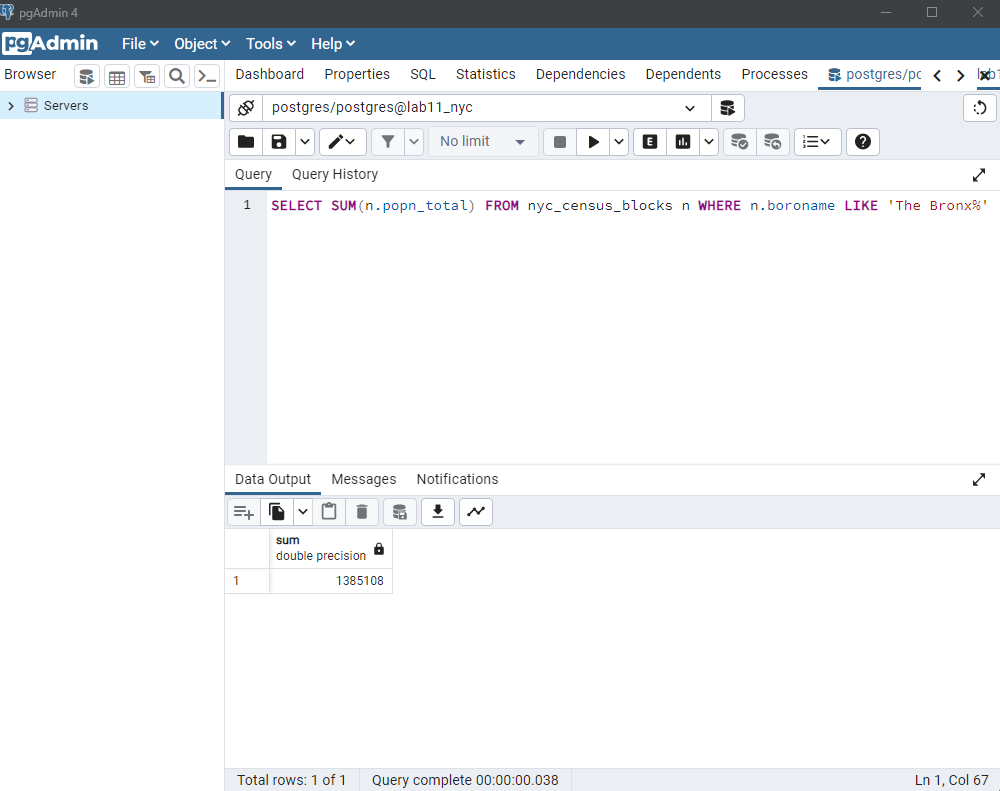 pgAdmin 4
pgAdmin File Object Tools Help
Browser Dashboard Properties SQL Statistics Dependencies Dependents Processes postgres/po lab1
Servers
postgres/postgres@lab11_nyc
No limit E
Query Query History
1 SELECT SUM(n.popn_total) FROM nyc_census_blocks n WHERE n.boroname LIKE 'The Bronx%'
Data Output Messages Notifications
sum
double precision
1 1385108
Total rows: 1 of 1 Query complete 00:00:00.038 Ln 1, Col 67